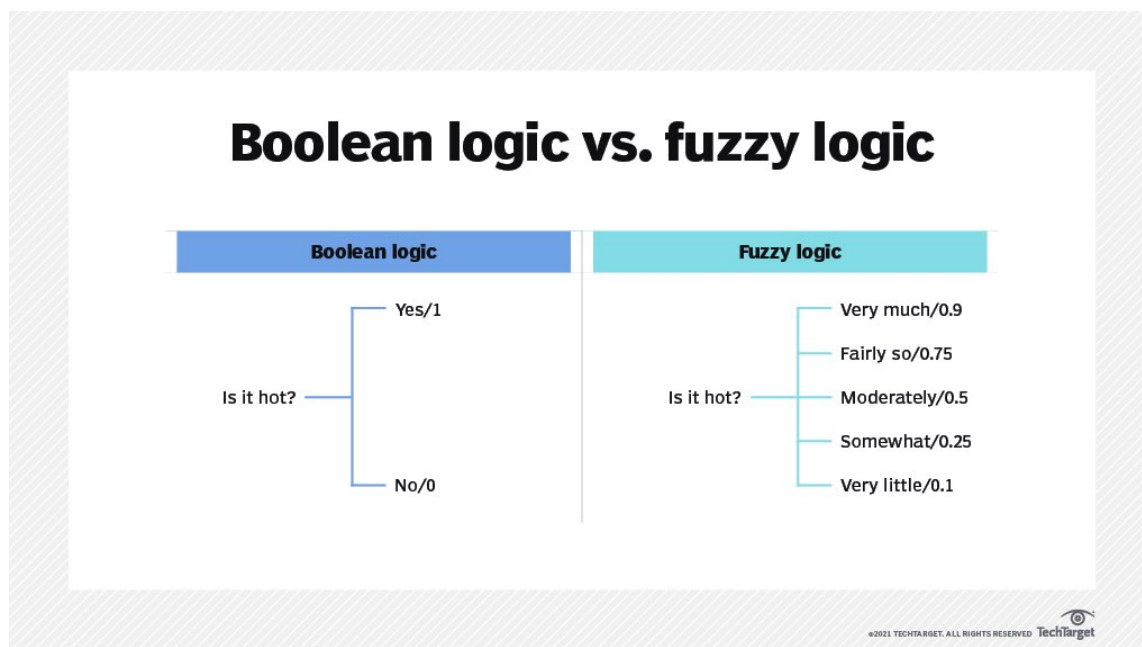 Boolean logic vs. fuzzy logic
Boolean logic
Is it hot?
Yes/1
No/0
Fuzzy logic
Is it hot?
Very much/0.9
Fairly so/0.75
Moderately/0.5
Somewhat/0.25
Very little/0.1
©2021 TECHTARGET. ALL RIGHTS RESERVED TechTarget